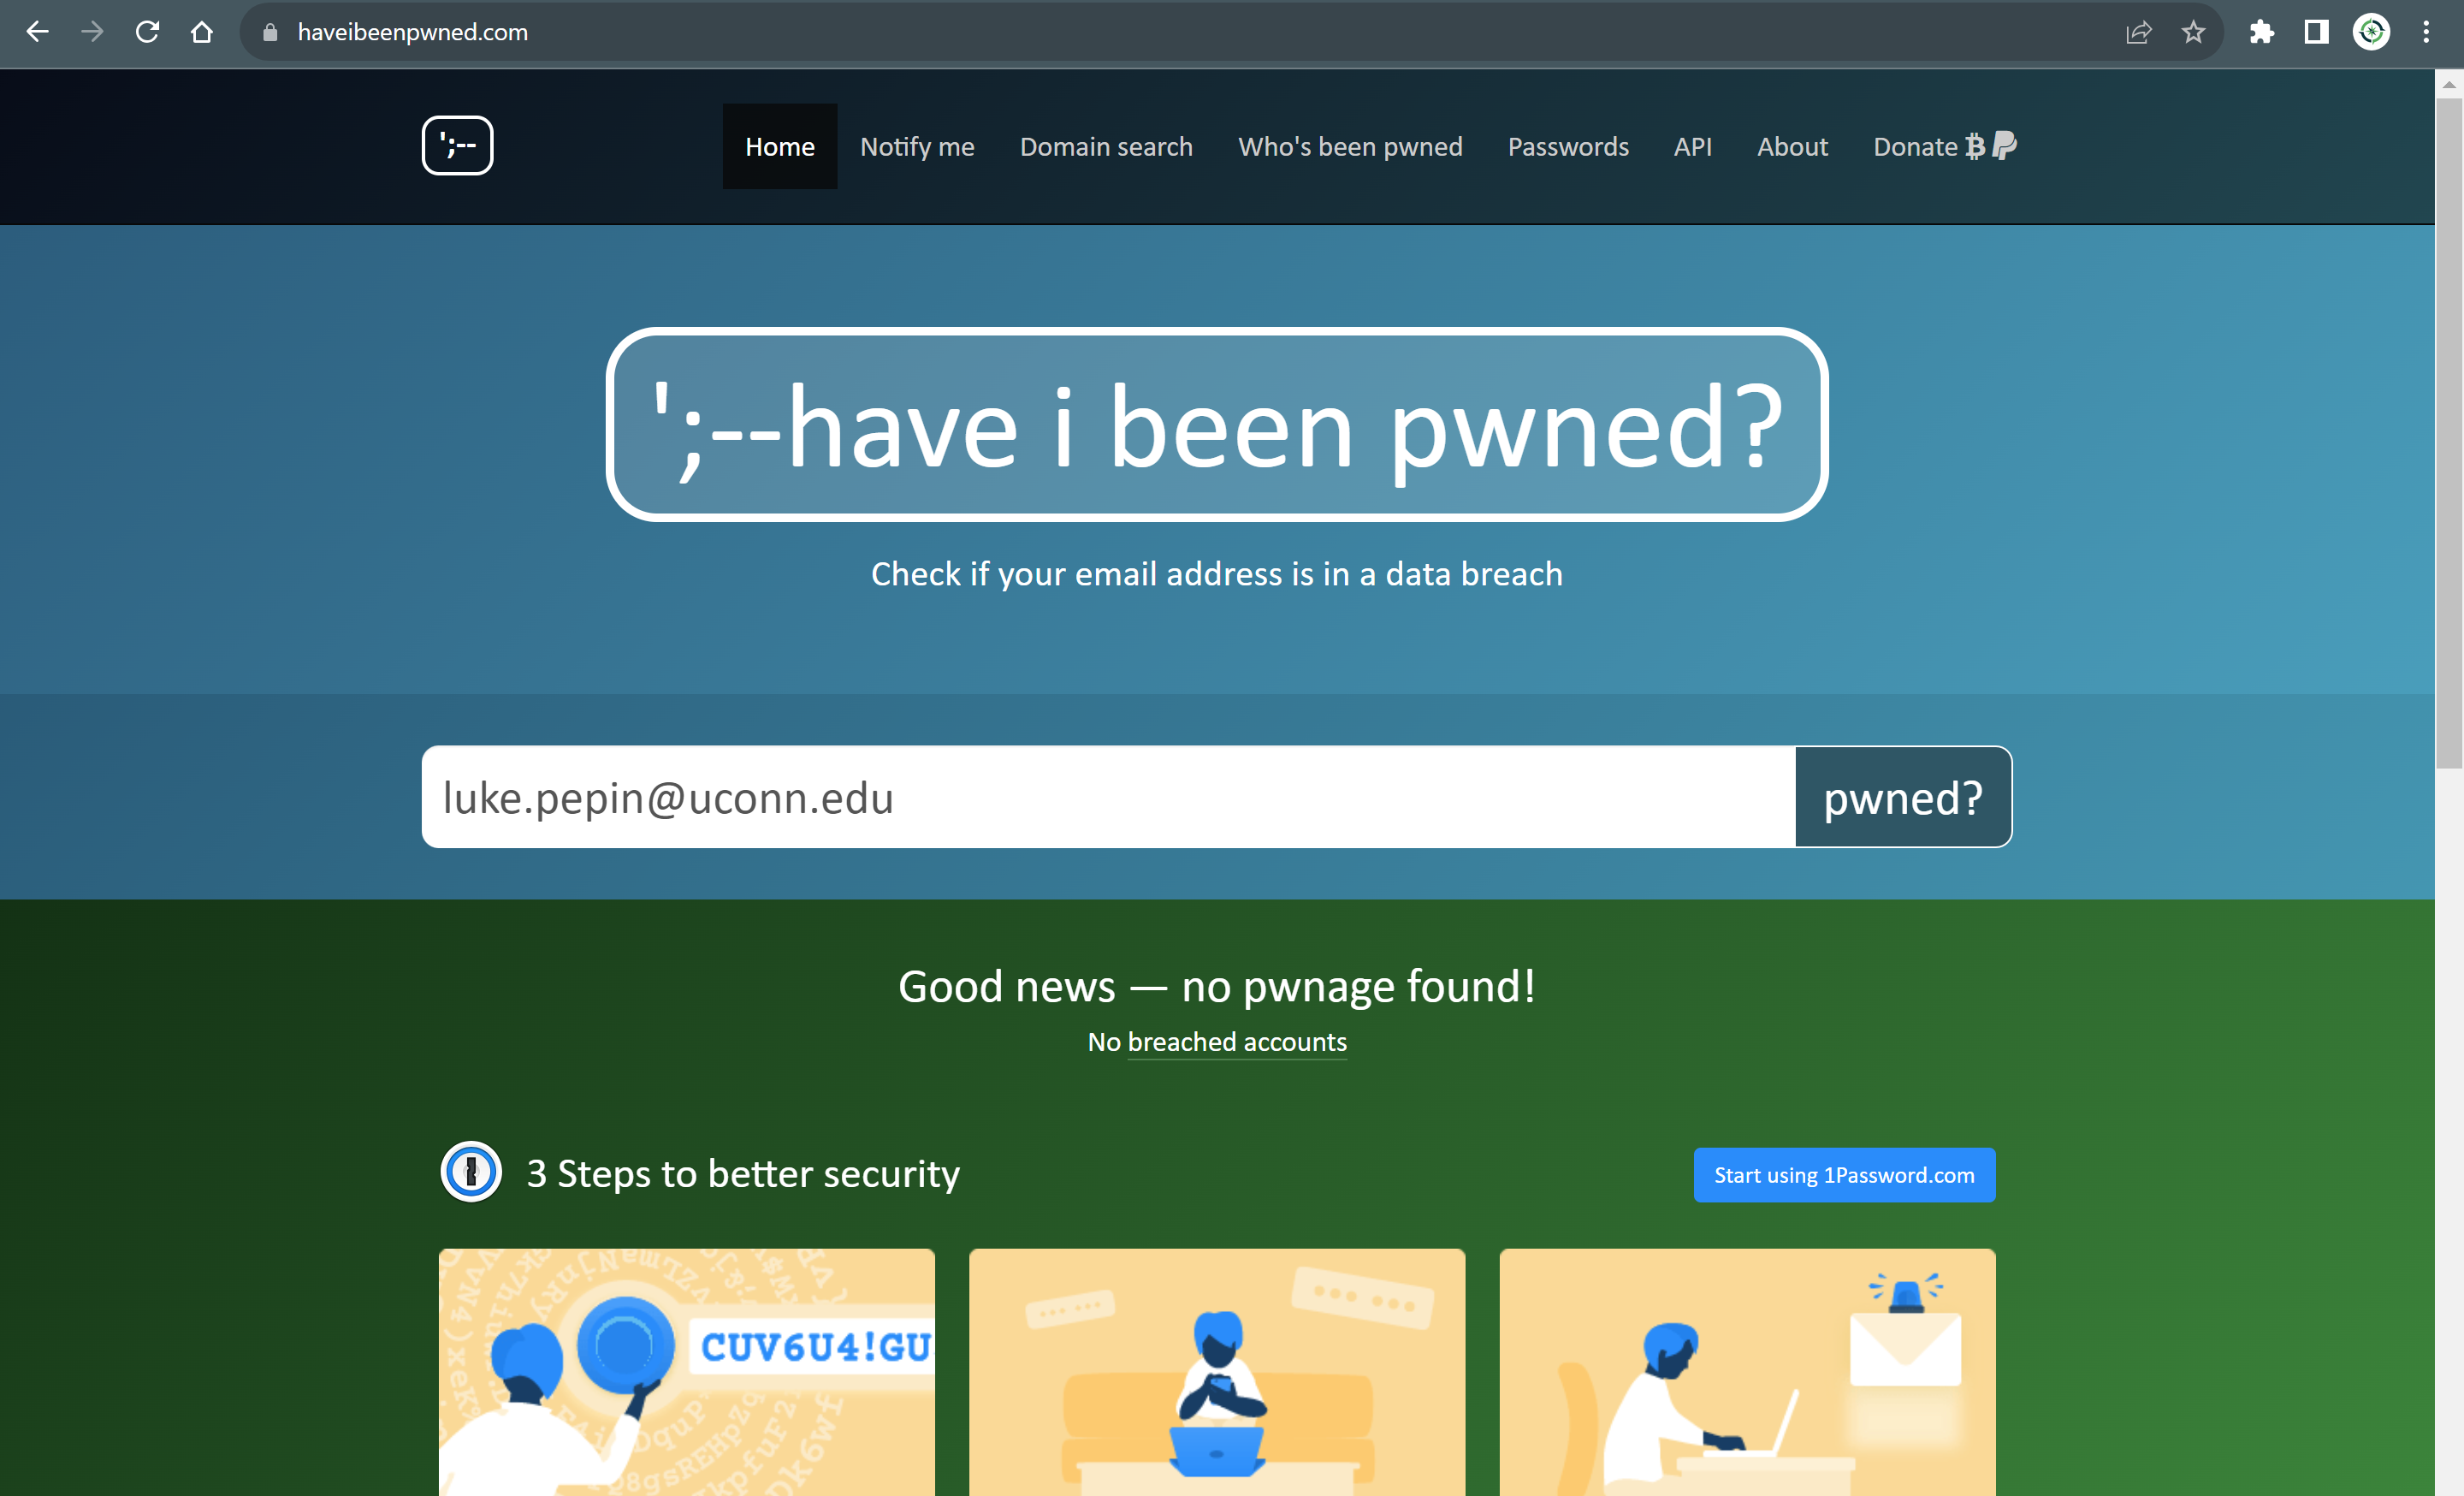 haveibeenpwned.com
';--
Home Notify me Domain search Who's been pwned Passwords API About Donate
';--have i been pwned?
Check if your email address is in a data breach
luke.pepin@uconn.edu pwned?
Good news — no pwnage found!
No breached accounts
3 Steps to better security Start using 1Password.com
CUV6U4!GU